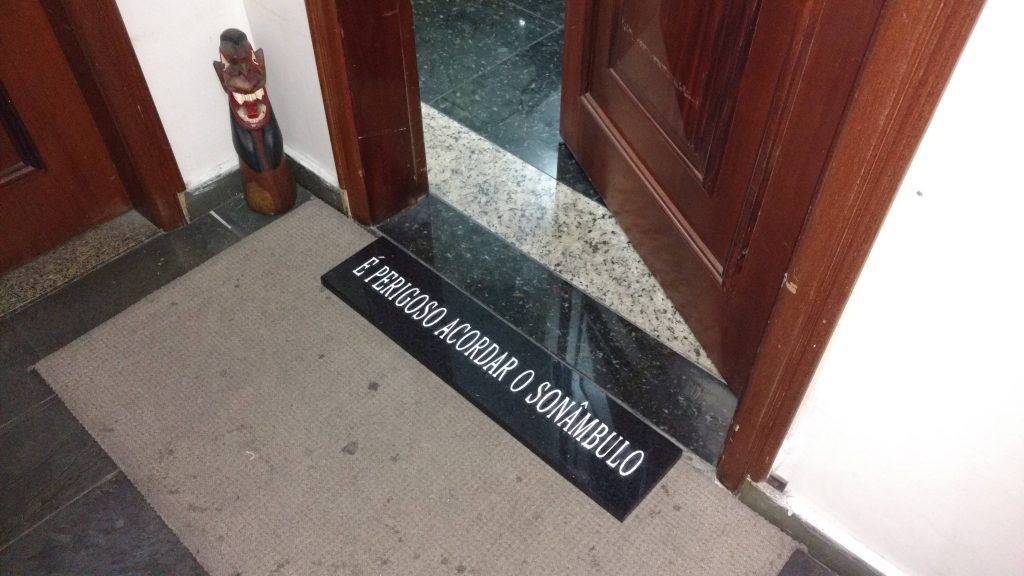 É PERIGOSO ACORDAR O SONÂMBULO